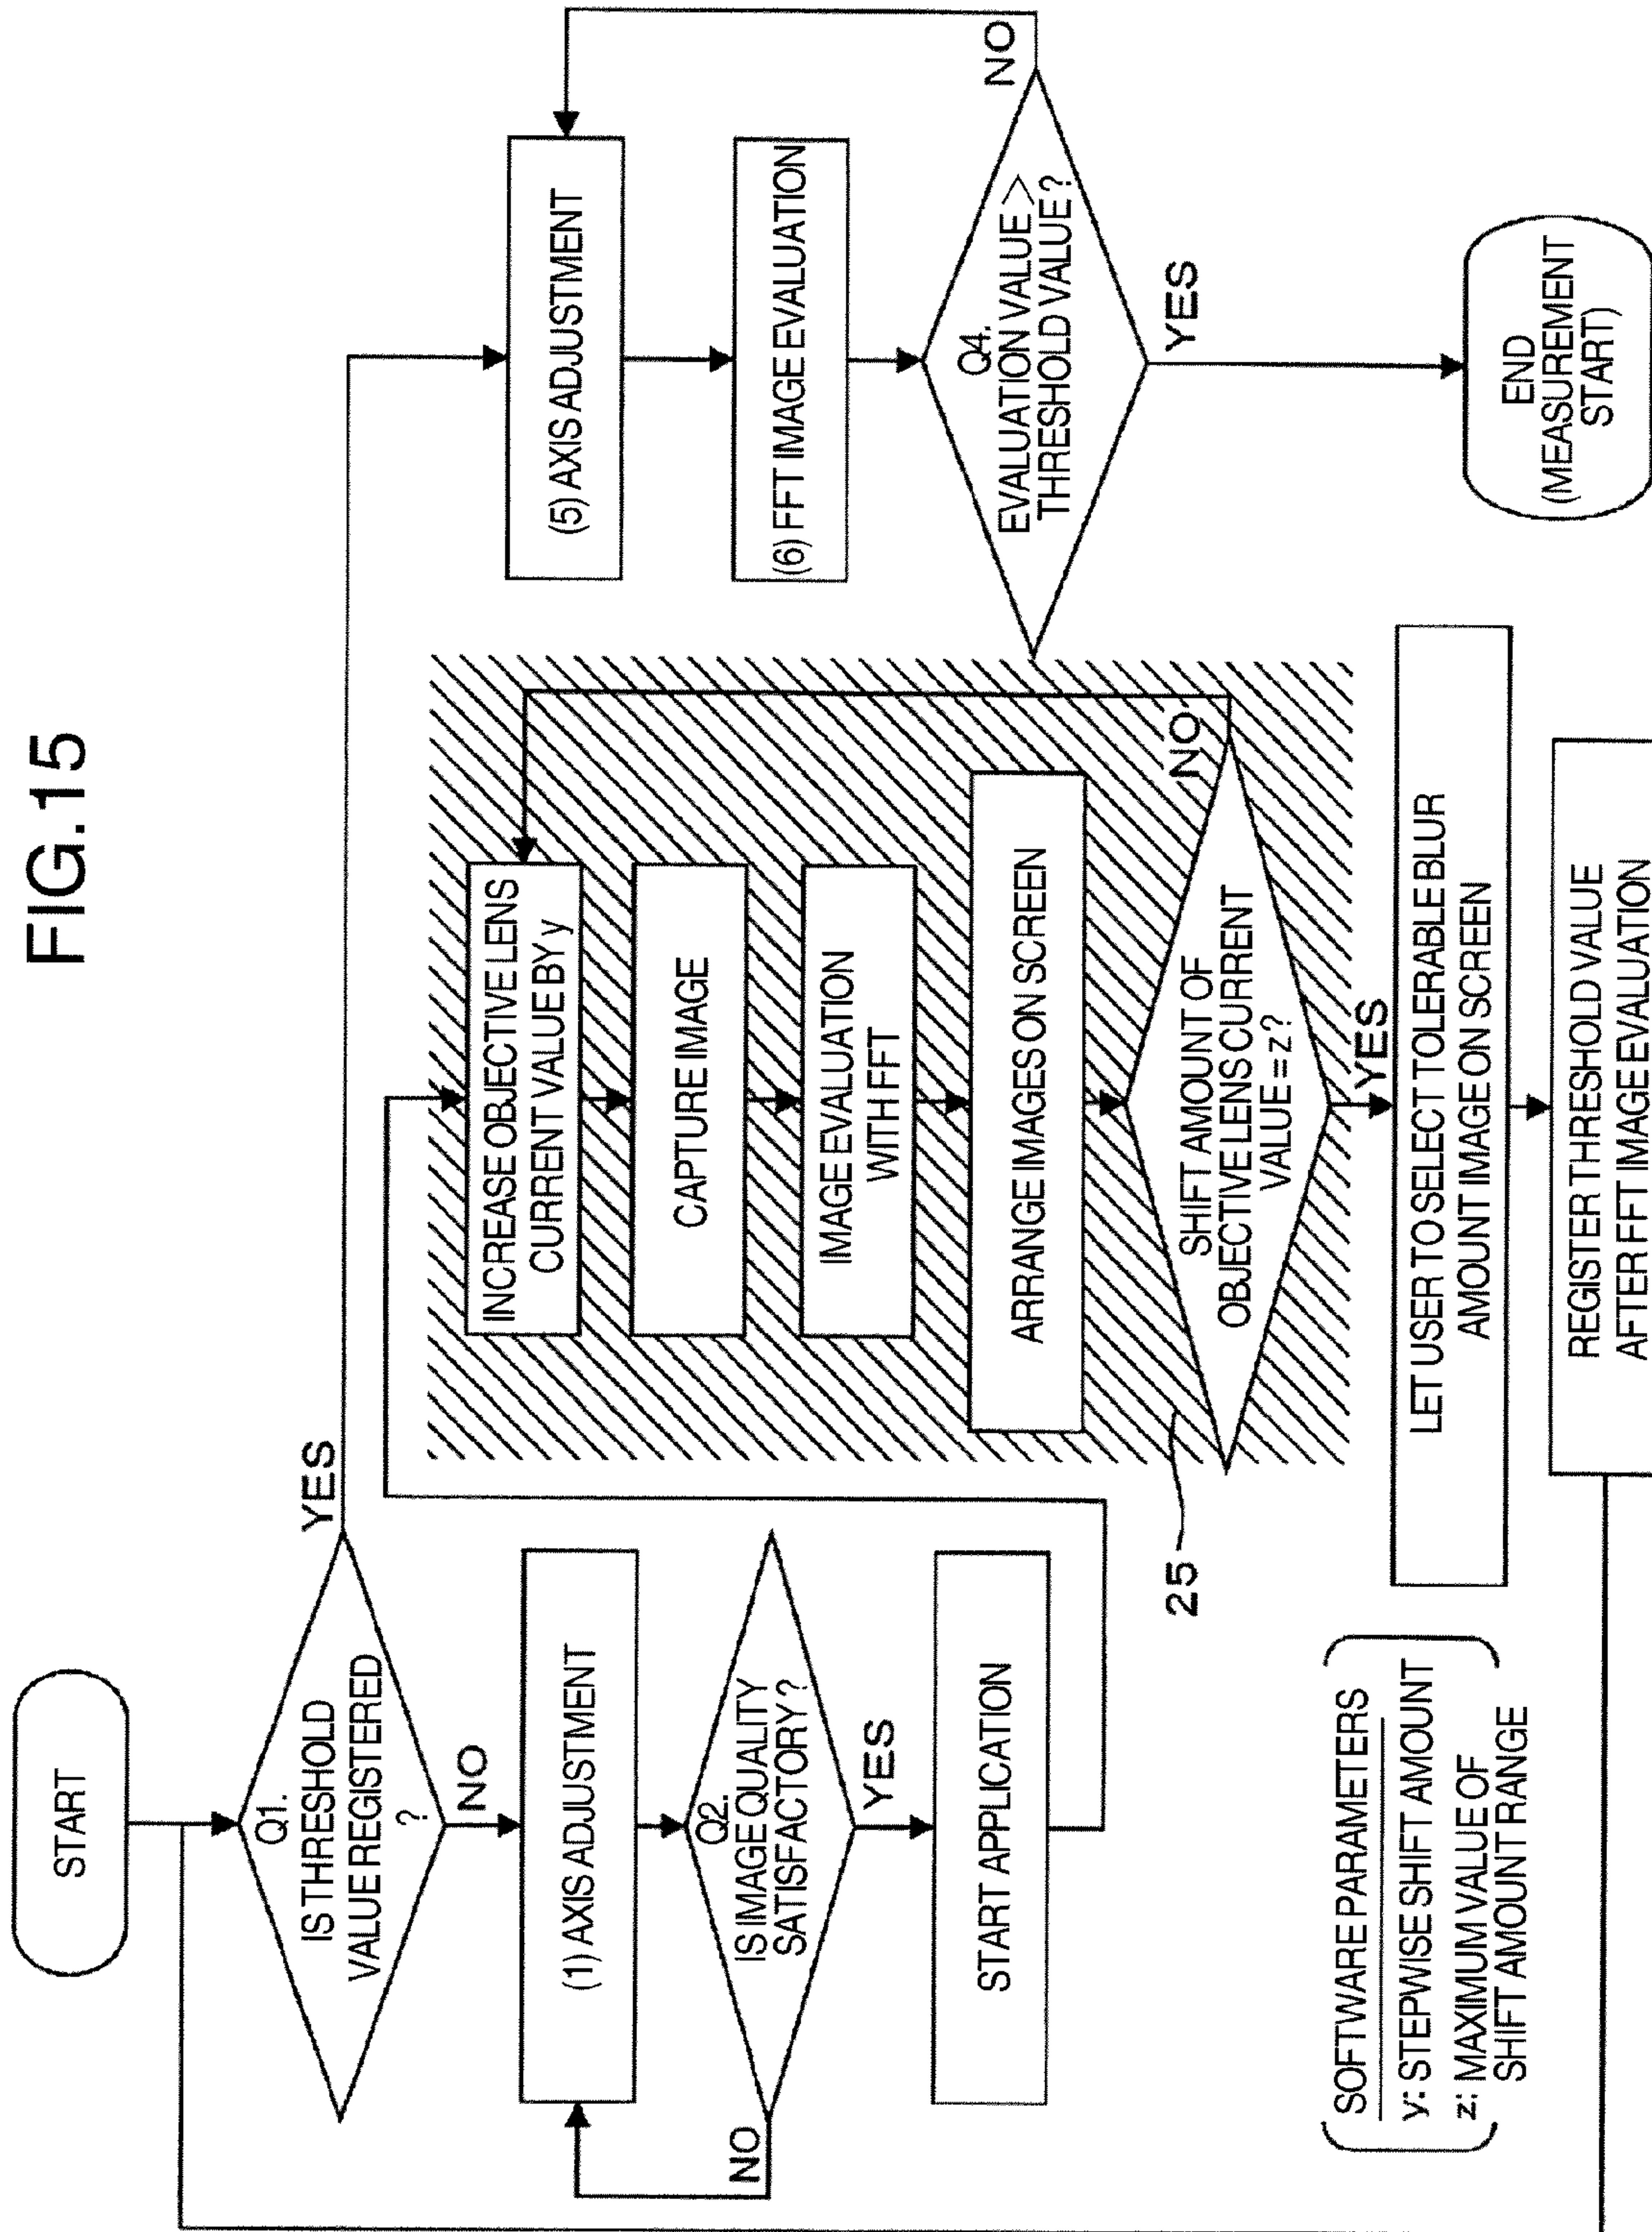 FIG.15
START
Q1.
IS THRESHOLD
VALUE REGISTERED
?
YES
NO
(1) AXIS ADJUSTMENT
Q2.
IS IMAGE QUALITY
SATISFACTORY ?
NO
YES
START APPLICATION
SOFTWARE PARAMETERS
y: STEPWISE SHIFT AMOUNT
z: MAXIMUM VALUE OF
SHIFT AMOUNT RANGE
INCREASE OBJECTIVE LENS
CURRENT VALUE BY y
CAPTURE IMAGE
IMAGE EVALUATION
WITH FFT
ARRANGE IMAGES ON SCREEN
SHIFT AMOUNT OF
OBJECTIVE LENS CURRENT
VALUE = z?
NO
YES
25
LET USER TO SELECT TOLERABLE BLUR
AMOUNT IMAGE ON SCREEN
REGISTER THRESHOLD VALUE
AFTER FFT IMAGE EVALUATION
(5) AXIS ADJUSTMENT
(6) FFT IMAGE EVALUATION
Q4.
EVALUATION VALUE >
THRESHOLD VALUE ?
NO
YES
END
(MEASUREMENT
START)